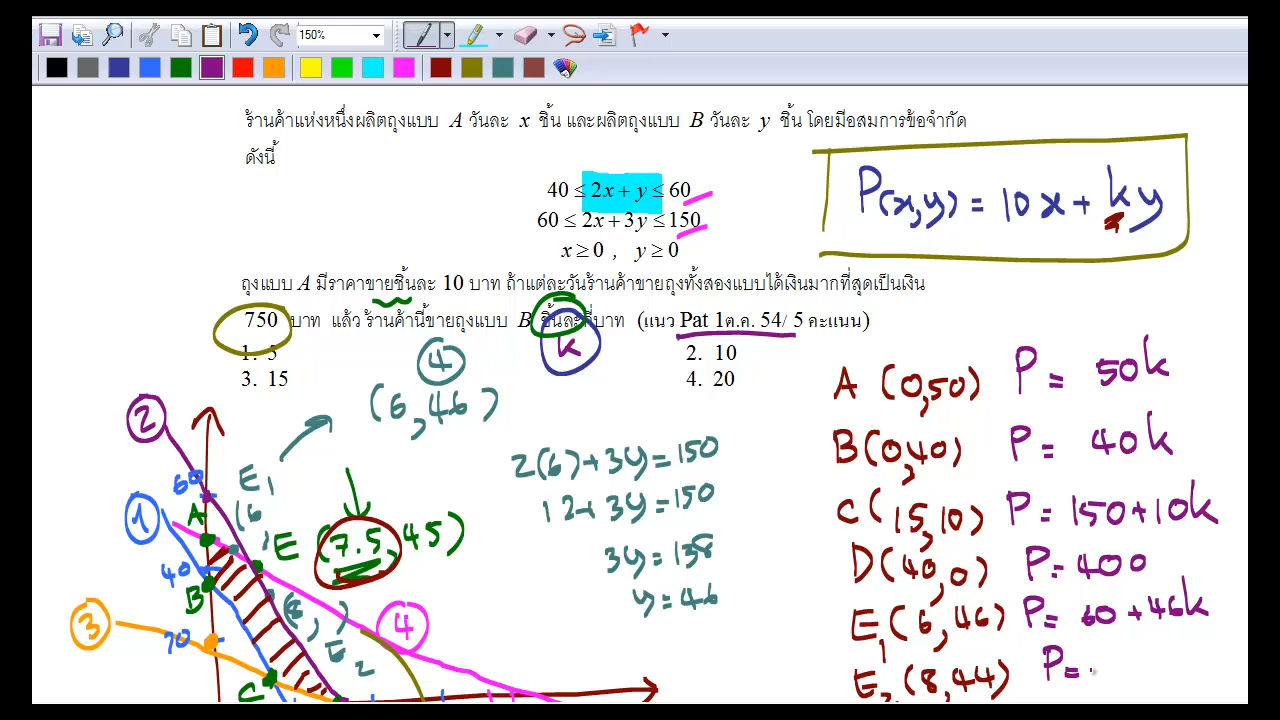 150%
ร้านค้าแห่งหนึ่งผลิตถุงแบบ A วันละ x ชิ้น และผลิตถุงแบบ B วันละ y ชิ้น โดยมีอสมการข้อจำกัด
ดังนี้
40 ≤ 2x + y ≤ 60
60 ≤ 2x + 3y ≤ 150
x ≥ 0 , y ≥ 0
P(x,y) = 10x + ky
ถุงแบบ A มีราคาขายชิ้นละ 10 บาท ถ้าแต่ละวันร้านค้าขายถุงทั้งสองแบบได้เงินมากที่สุดเป็นเงิน
750 บาท แล้ว ร้านค้านี้ขายถุงแบบ B ชิ้นละกี่บาท (แนว Pat 1ต.ค. 54/ 5 คะแนน)
k
1. 5 2. 10
3. 15 4. 20
4
(6,46)
2(6)+3y=150
12+3y=150
3y=138
y=46
A (0,50) P = 50k
B(0,40) P = 40k
C(15,10) P = 150+10k
D(40,0) P = 400
E1(6,46) P = 60+46k
E2(8,44) P =
2
60
E1
(6
,
A
1
E (7.5,45)
40
B
(8, )
4
3
20
E2
C